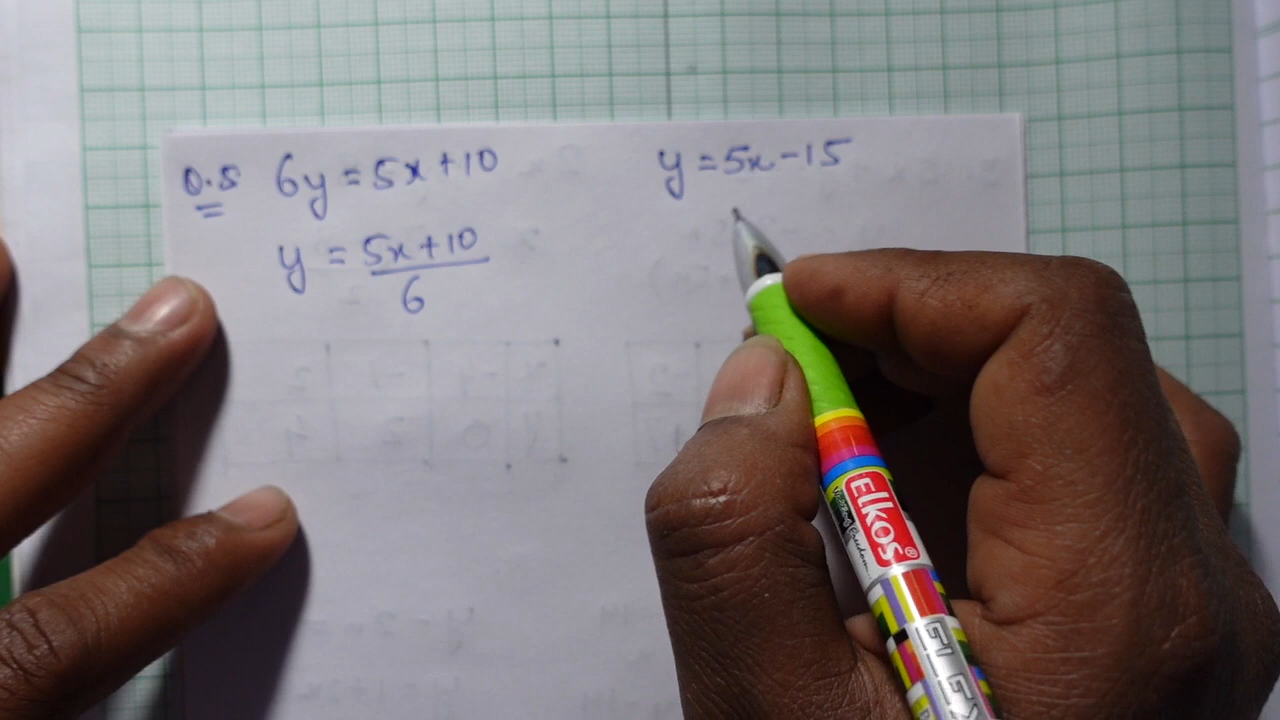 Q.5 6y = 5x + 10 y = 5x - 15
y = 5x + 10
6
Elkos